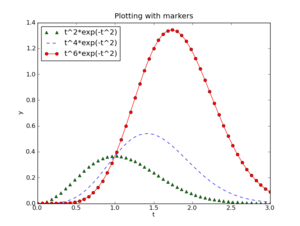 Plotting with markers
t^2*exp(-t^2)
t^4*exp(-t^2)
t^6*exp(-t^2)
1.4
1.2
1.0
0.8
0.6
0.4
0.2
0.0
y
0.0 0.5 1.0 1.5 2.0 2.5 3.0
t